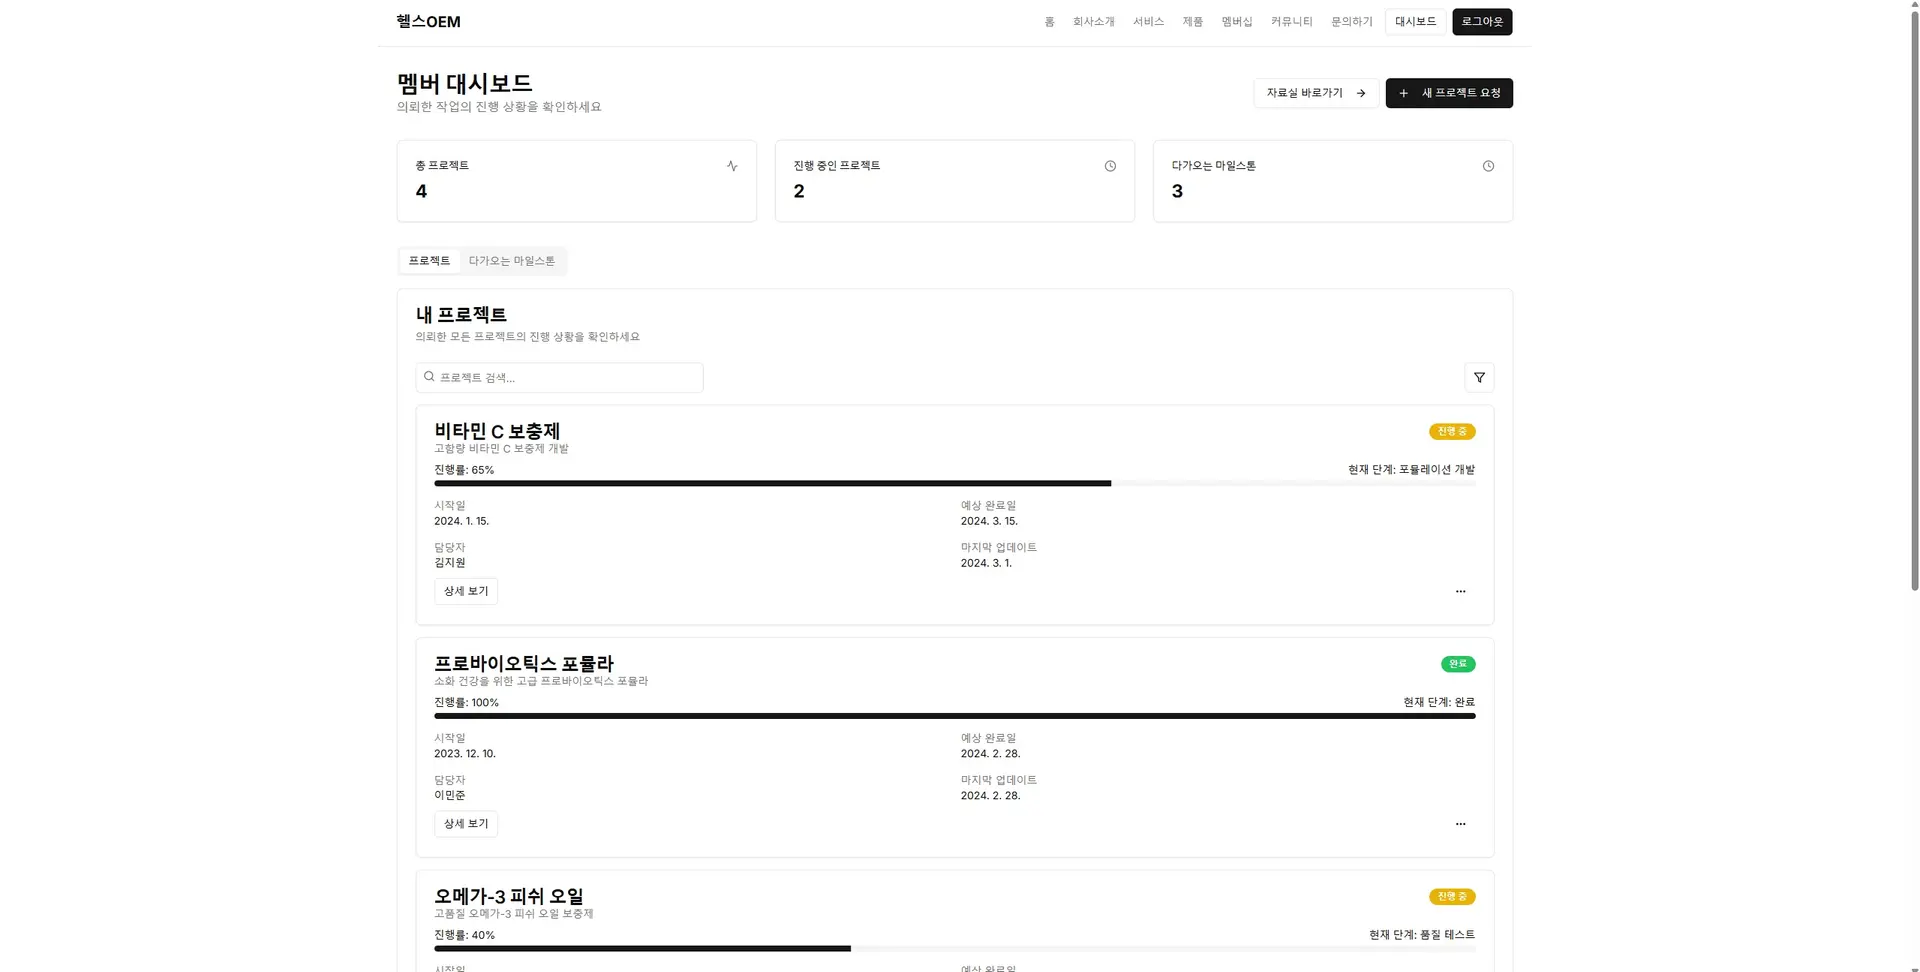 헬스OEM
홈 회사소개 서비스 제품 멤버십 커뮤니티 문의하기 대시보드 로그아웃
멤버 대시보드
의뢰한 작업의 진행 상황을 확인하세요
자료실 바로가기 →
+ 새 프로젝트 요청
총 프로젝트
4
진행 중인 프로젝트
2
다가오는 마일스톤
3
프로젝트 다가오는 마일스톤
내 프로젝트
의뢰한 모든 프로젝트의 진행 상황을 확인하세요
프로젝트 검색...
비타민 C 보충제
진행 중
고함량 비타민 C 보충제 개발
진행률: 65%
현재 단계: 포뮬레이션 개발
시작일
2024. 1. 15.
예상 완료일
2024. 3. 15.
담당자
김지원
마지막 업데이트
2024. 3. 1.
상세 보기
...
프로바이오틱스 포뮬라
완료
소화 건강을 위한 고급 프로바이오틱스 포뮬라
진행률: 100%
현재 단계: 완료
시작일
2023. 12. 10.
예상 완료일
2024. 2. 28.
담당자
이민준
마지막 업데이트
2024. 2. 28.
상세 보기
...
오메가-3 피쉬 오일
진행 중
고품질 오메가-3 피쉬 오일 보충제
진행률: 40%
현재 단계: 품질 테스트
시작일
예상 완료일